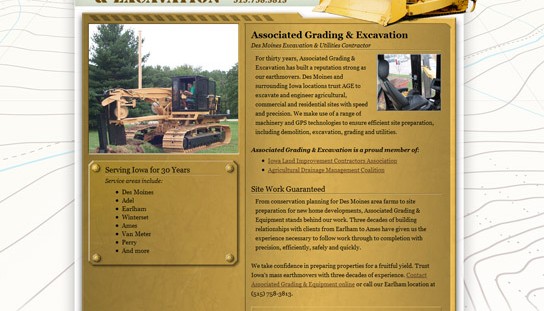 & EXCAVATION
515.758.3813
Associated Grading & Excavation
Des Moines Excavation & Utilities Contractor
For thirty years, Associated Grading &
Excavation has built a reputation strong as
our earthmovers. Des Moines and
surrounding Iowa locations trust AGE to
excavate and engineer agricultural,
commercial and residential sites with speed
and precision. We make use of a range of
machinery and GPS technologies to ensure efficient site preparation,
including demolition, excavation, grading and utilities.
Associated Grading & Excavation is a proud member of:
Iowa Land Improvement Contractors Association
Agricultural Drainage Management Coalition
Site Work Guaranteed
From conservation planning for Des Moines area farms to site
preparation for new home developments, Associated Grading &
Equipment stands behind our work. Three decades of building
relationships with clients from Earlham to Ames have given us the
experience necessary to follow work through to completion with
precision, efficiently, safely and quickly.
We take confidence in preparing properties for a fruitful yield. Trust
Iowa's mass earthworks with three decades of experience. Contact
Associated Grading & Equipment online or call our Earlham location at
(515) 758-3813.
Serving Iowa for 30 Years
Service areas include:
Des Moines
Adel
Earlham
Winterset
Ames
Van Meter
Perry
And more